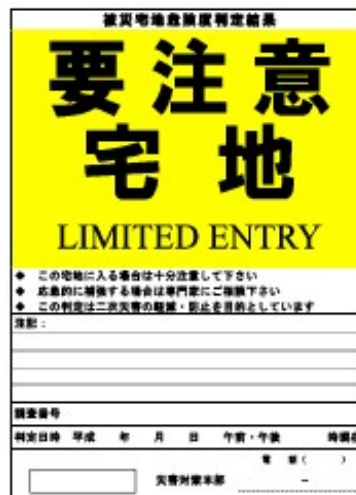 被災宅地危険度判定結果
要注意
宅地
LIMITED ENTRY
◆ この宅地に入る場合は十分注意して下さい
◆ 応急的に補強する場合は専門家にご相談下さい
◆ この判定は二次災害の軽減・防止を目的としています
注記：
調査番号
判定日時 平成 年 月 日 午前・午後 時現在
電 話（ ）
災害対策本部 －